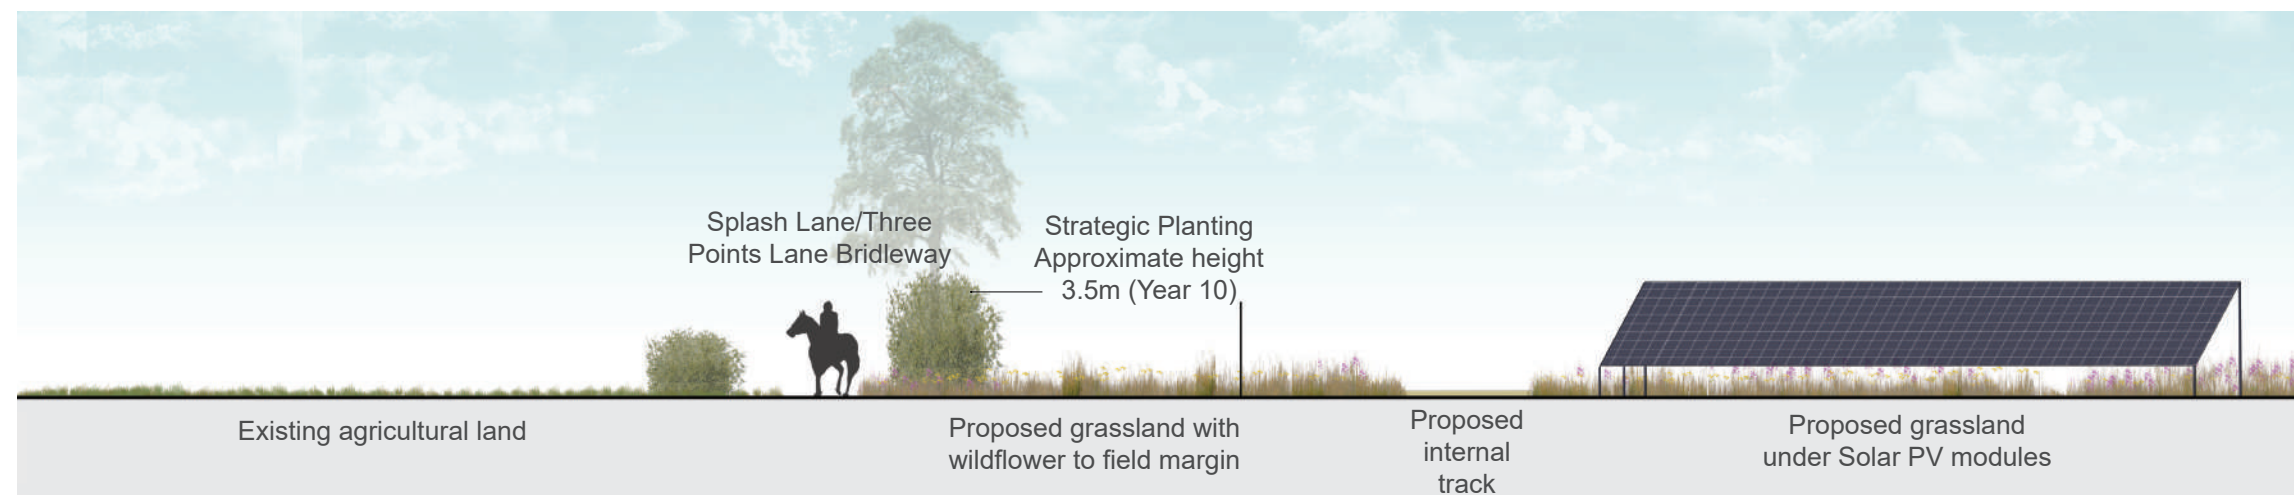 Splash Lane/Three
Points Lane Bridleway
Strategic Planting
Approximate height
3.5m (Year 10)
Existing agricultural land
Proposed grassland with
wildflower to field margin
Proposed
internal
track
Proposed grassland
under Solar PV modules